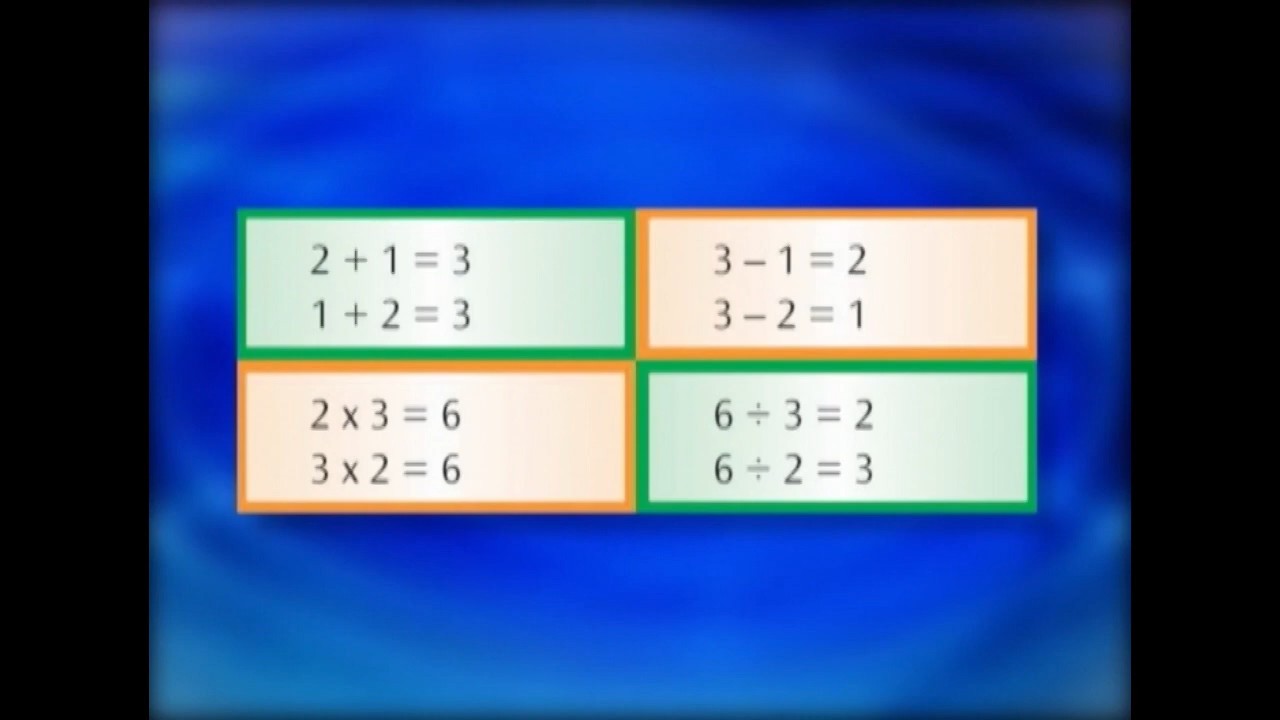 2 + 1 = 3
1 + 2 = 3
3 – 1 = 2
3 – 2 = 1
2 x 3 = 6
3 x 2 = 6
6 ÷ 3 = 2
6 ÷ 2 = 3